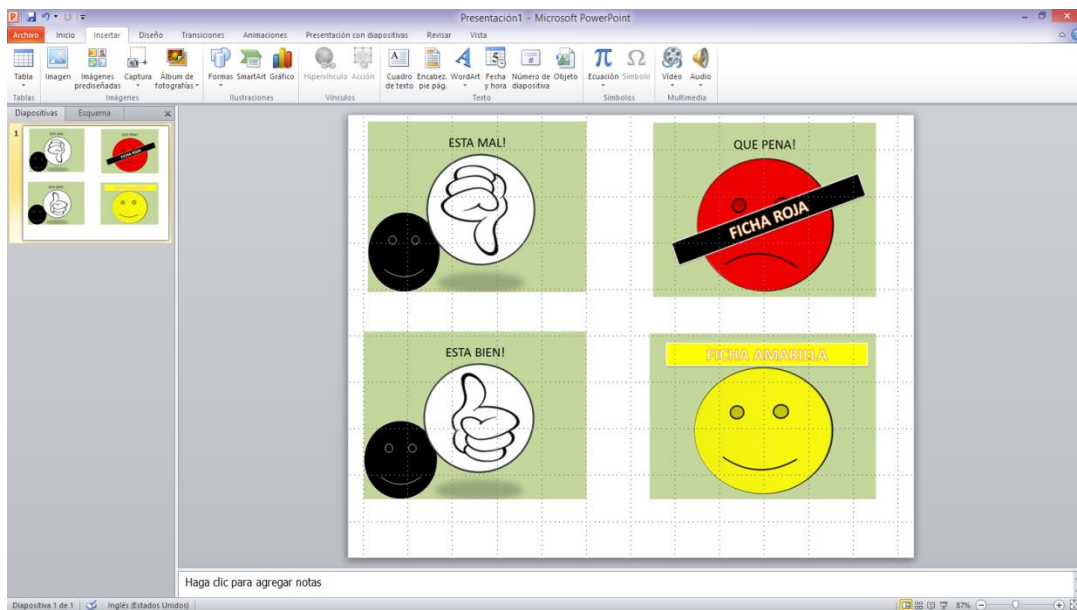 Presentación1 - Microsoft PowerPoint
Archivo Inicio Insertar Diseño Transiciones Animaciones Presentación con diapositivas Revisar Vista
Tabla Imagen Imágenes prediseñadas Captura Álbum de fotografías Formas SmartArt Gráfico Hipervínculo Acción Cuadro de texto Encabez. pie pág. WordArt Fecha y hora Número de diapositiva Objeto Ecuación Símbolo Vídeo Audio
Tablas Imágenes Ilustraciones Vínculos Texto Símbolos Multimedia
Diapositivas Esquema
1
ESTA MAL!
QUE PENA!
FICHA ROJA
ESTA BIEN!
FICHA AMARILLA
Haga clic para agregar notas
Diapositiva 1 de 1 Inglés (Estados Unidos) 87%